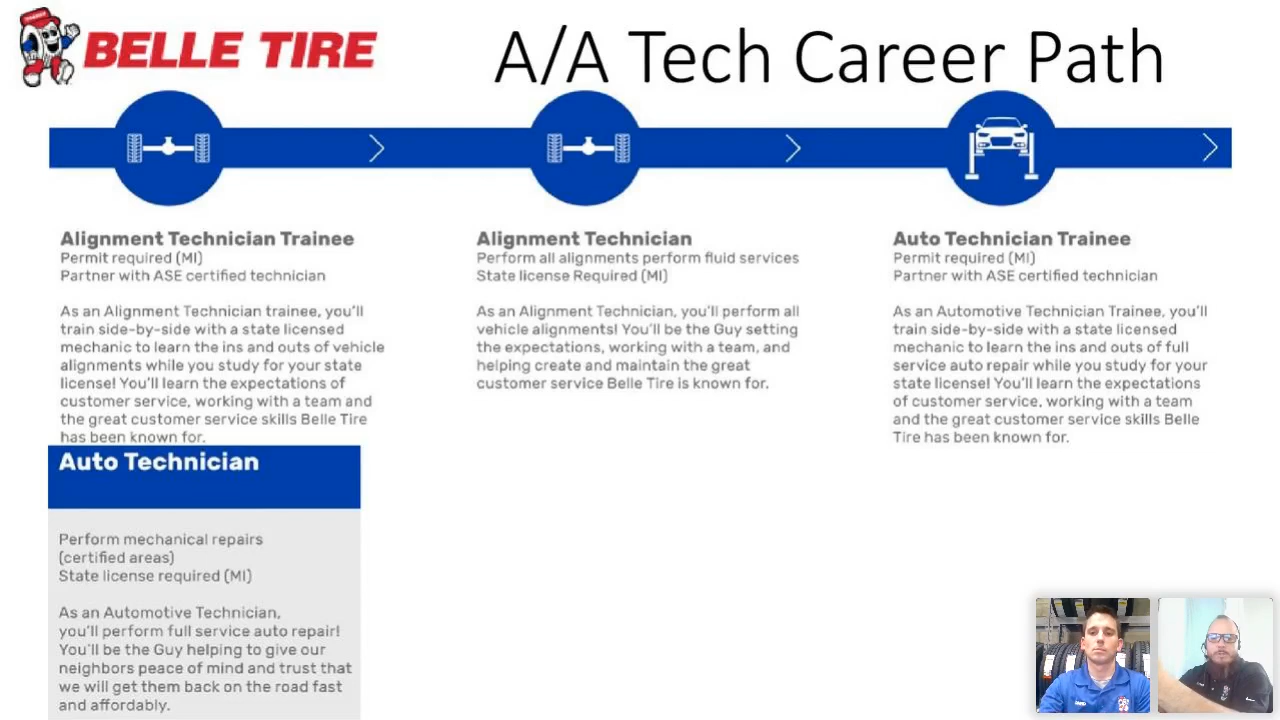 BELLE TIRE
A/A Tech Career Path
Alignment Technician Trainee
Permit required (MI)
Partner with ASE certified technician
As an Alignment Technician trainee, you'll
train side-by-side with a state licensed
mechanic to learn the ins and outs of vehicle
alignments while you study for your state
license! You'll learn the expectations of
customer service, working with a team and
the great customer service skills Belle Tire
has been known for.
Alignment Technician
Perform all alignments perform fluid services
State license Required (MI)
As an Alignment Technician, you'll perform all
vehicle alignments! You'll be the Guy setting
the expectations, working with a team, and
helping create and maintain the great
customer service Belle Tire is known for.
Auto Technician Trainee
Permit required (MI)
Partner with ASE certified technician
As an Automotive Technician Trainee, you'll
train side-by-side with a state licensed
mechanic to learn the ins and outs of full
service auto repair while you study for your
state license! You'll learn the expectations
of customer service, working with a team
and the great customer service skills Belle
Tire has been known for.
Auto Technician
Perform mechanical repairs
(certified areas)
State license required (MI)
As an Automotive Technician,
you'll perform full service auto repair!
You'll be the Guy helping to give our
neighbors peace of mind and trust that
we will get them back on the road fast
and affordably.